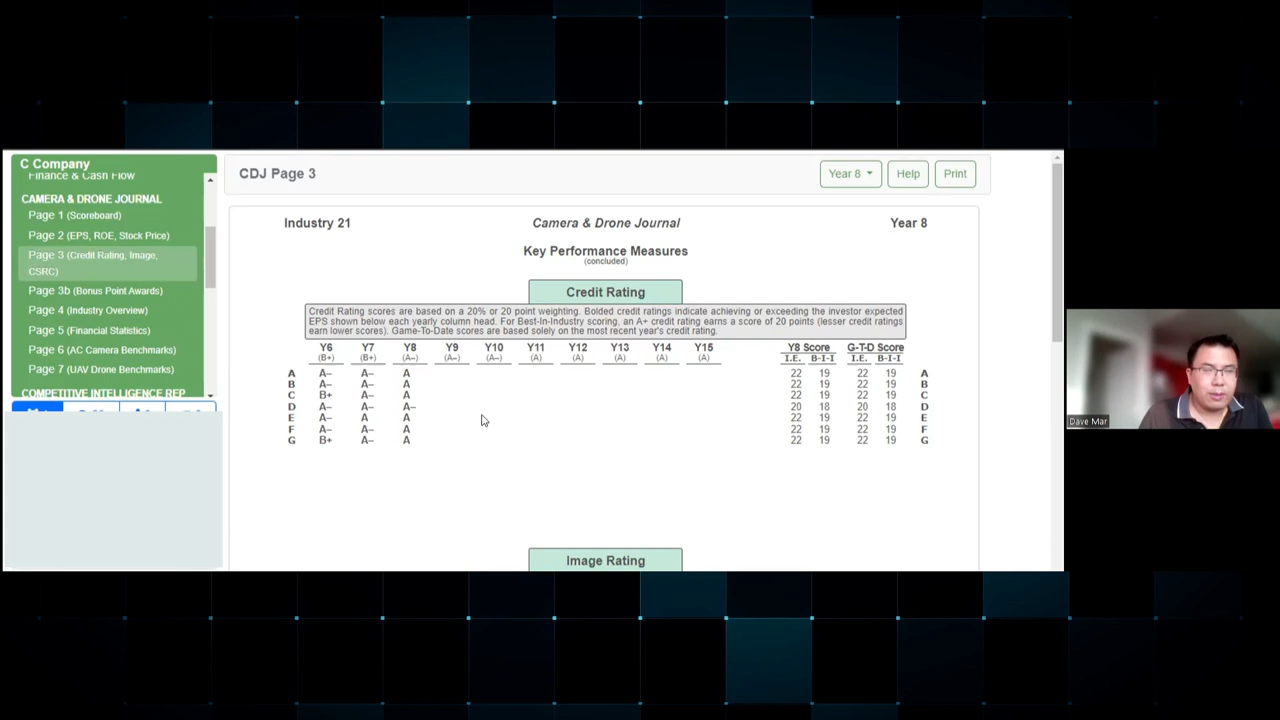 C Company
Finance & Cash Flow
CAMERA & DRONE JOURNAL
Page 1 (Scoreboard)
Page 2 (EPS, ROE, Stock Price)
Page 3 (Credit Rating, Image,
CSRC)
Page 3b (Bonus Point Awards)
Page 4 (Industry Overview)
Page 5 (Financial Statistics)
Page 6 (AC Camera Benchmarks)
Page 7 (UAV Drone Benchmarks)
COMPETITIVE INTELLIGENCE REP
CDJ Page 3
Year 8
Help
Print
Industry 21 Camera & Drone Journal Year 8
Key Performance Measures
(concluded)
Credit Rating
Credit Rating scores are based on a 20% or 20 point weighting. Bolded credit ratings indicate achieving or exceeding the investor expected
EPS shown below each yearly column head. For Best-In-Industry scoring, an A+ credit rating earns a score of 20 points (lesser credit ratings
earn lower scores). Game-To-Date scores are based solely on the most recent year's credit rating.
Y6 Y7 Y8 Y9 Y10 Y11 Y12 Y13 Y14 Y15 Y8 Score G-T-D Score
(B+) (B+) (A–) (A–) (A–) (A) (A) (A) (A) (A) I.E. B-I-I I.E. B-I-I
A A– A– A 22 19 22 19 A
B A– A– A 22 19 22 19 B
C B+ A– A 22 19 22 19 C
D A– A– A– 20 18 20 18 D
E A– A A 22 19 22 19 E
F A– A– A 22 19 22 19 F
G B+ A– A 22 19 22 19 G
Image Rating
Dave Mar